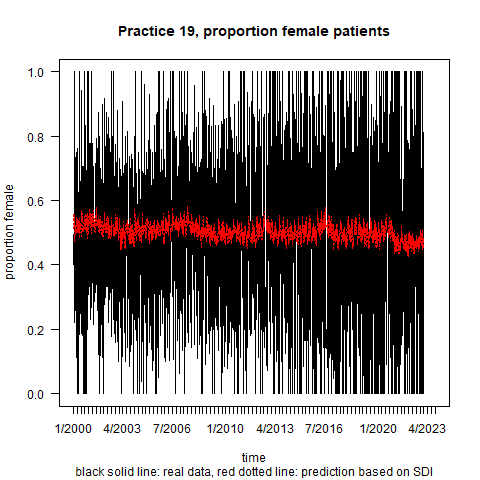 Practice 19, proportion female patients
proportion female
1.0
0.8
0.6
0.4
0.2
0.0
1/2000 4/2003 7/2006 1/2010 4/2013 7/2016 1/2020 4/2023
time
black solid line: real data, red dotted line: prediction based on SDI